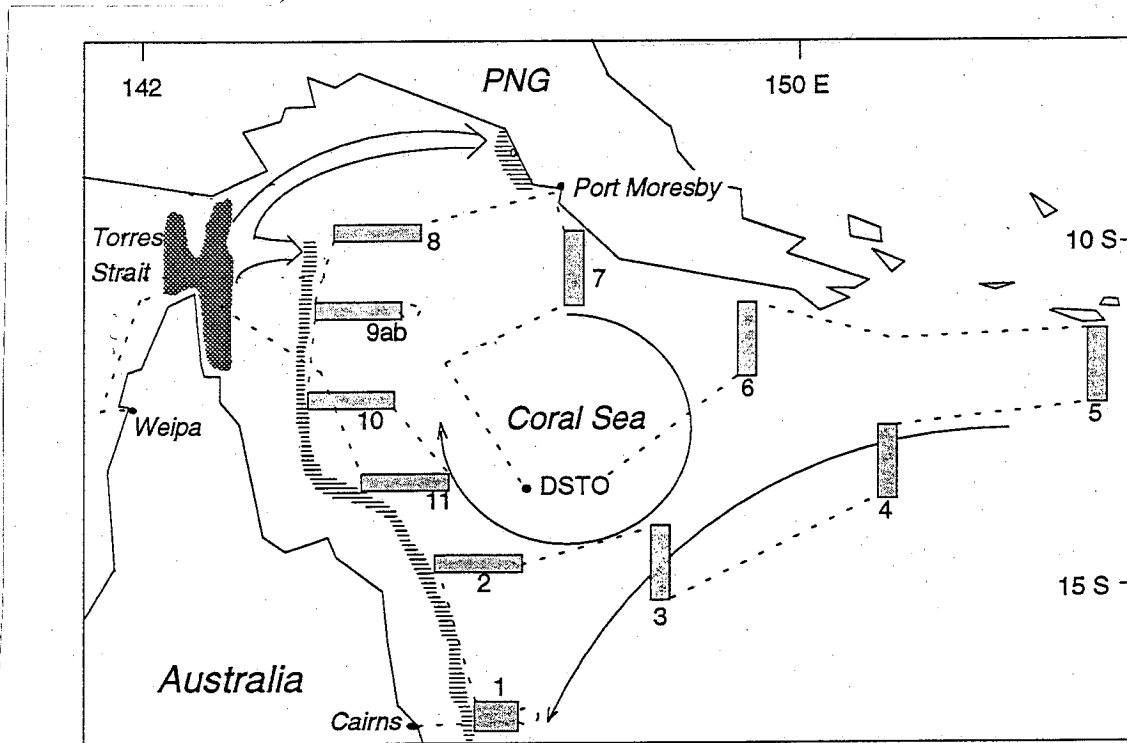 142
PNG
150 E
Port Moresby
Torres
Strait
10 S
8
7
9ab
6
5
10
Coral Sea
Weipa
DSTO
11
4
2
3
15 S
Australia
1
Cairns